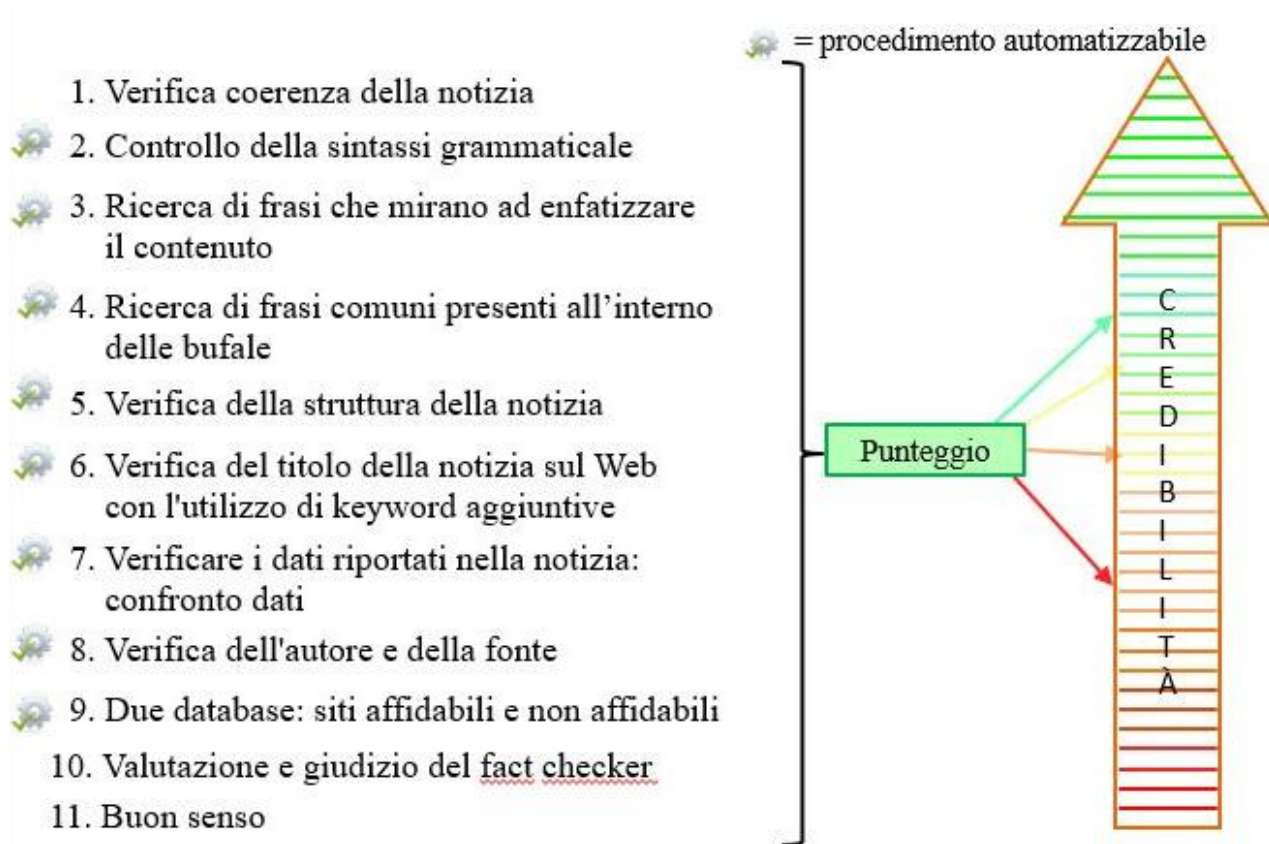 = procedimento automatizzabile
1. Verifica coerenza della notizia
2. Controllo della sintassi grammaticale
3. Ricerca di frasi che mirano ad enfatizzare
il contenuto
4. Ricerca di frasi comuni presenti all’interno
delle bufale
5. Verifica della struttura della notizia
6. Verifica del titolo della notizia sul Web
con l'utilizzo di keyword aggiuntive
7. Verificare i dati riportati nella notizia:
confronto dati
8. Verifica dell'autore e della fonte
9. Due database: siti affidabili e non affidabili
10. Valutazione e giudizio del fact checker
11. Buon senso
Punteggio
CREDIBILITÀ